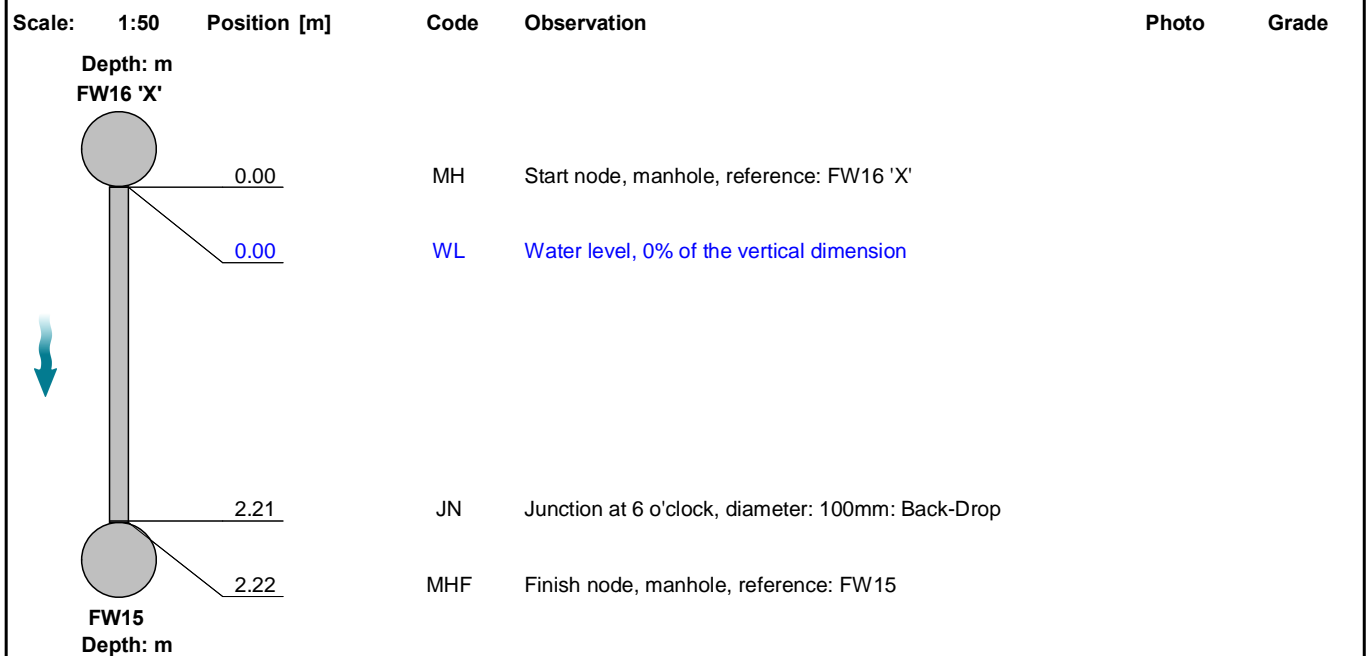 Scale: 1:50 Position [m] Code Observation Photo Grade
Depth: m
FW16 'X'
0.00 MH Start node, manhole, reference: FW16 'X'
0.00 WL Water level, 0% of the vertical dimension
2.21 JN Junction at 6 o'clock, diameter: 100mm: Back-Drop
2.22 MHF Finish node, manhole, reference: FW15
FW15
Depth: m